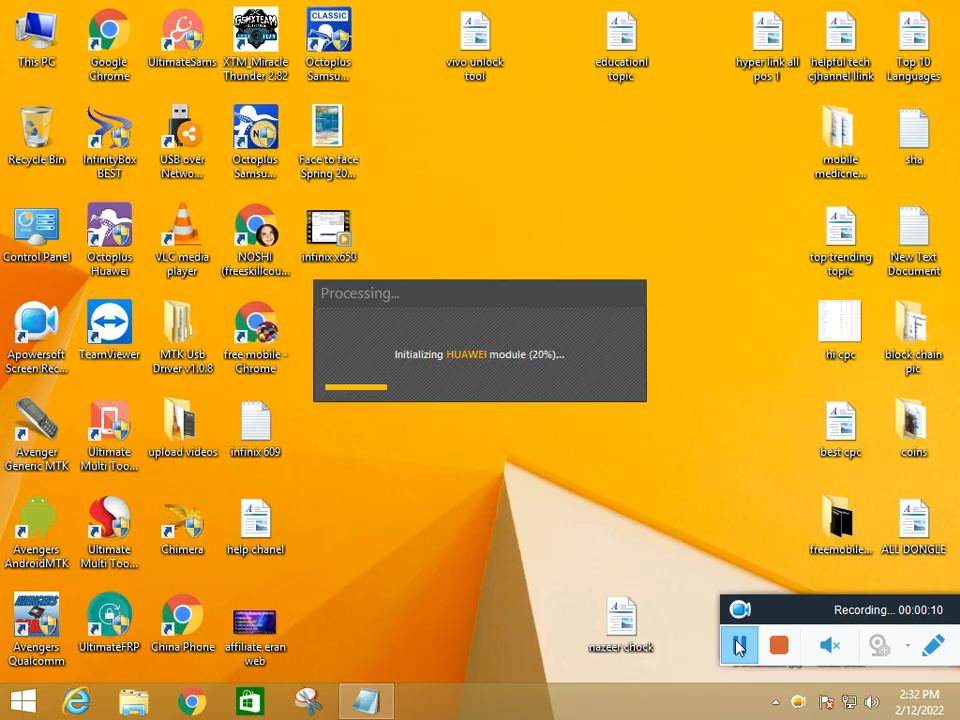 This PC
Google
Chrome
UltimateSams
XTM_Miracle
Thunder 2.82
CLASSIC
Octoplus
Samsu...
vivo unlock
tool
educationl
topic
hyper link all
pos 1
helpful tech
cjhannel llink
Top 10
Languages
Recycle Bin
InfinityBox
BEST
USB over
Netwo...
Octoplus
Samsu...
Face to face
Spring 20...
mobile
medicne...
sha
Control Panel
Octoplus
Huawei
VLC media
player
NOSHI
(freeskillcou...
infinix x650
top trending
topic
New Text
Document
Processing...
Initializing HUAWEI module (20%)...
Apowersoft
Screen Rec...
TeamViewer
MTK Usb
Driver v1.0.8
free mobile -
Chrome
hi cpc
block chain
pic
Avenger
Generic MTK
Ultimate
Multi Too...
upload videos
infinix 609
best cpc
coins
Avengers
AndroidMTK
Ultimate
Multi Too...
Chimera
help chanel
freemobile...
ALL DONGLE
AVENGERS
Avengers
Qualcomm
UltimateFRP
China Phone
affiliate eran
web
nazeer chock
Recording... 00:00:10
2:32 PM
2/12/2022